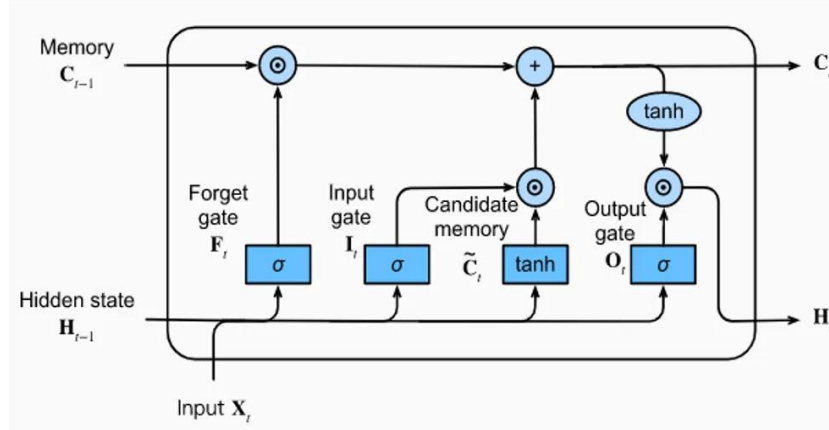 Memory
C_{t-1}
⊙
+
C
tanh
Forget
gate
F_t
Input
gate
I_t
Candidate
memory
C̃_t
⊙
Output
gate
O_t
⊙
σ
σ
tanh
σ
Hidden state
H_{t-1}
H
Input X_t